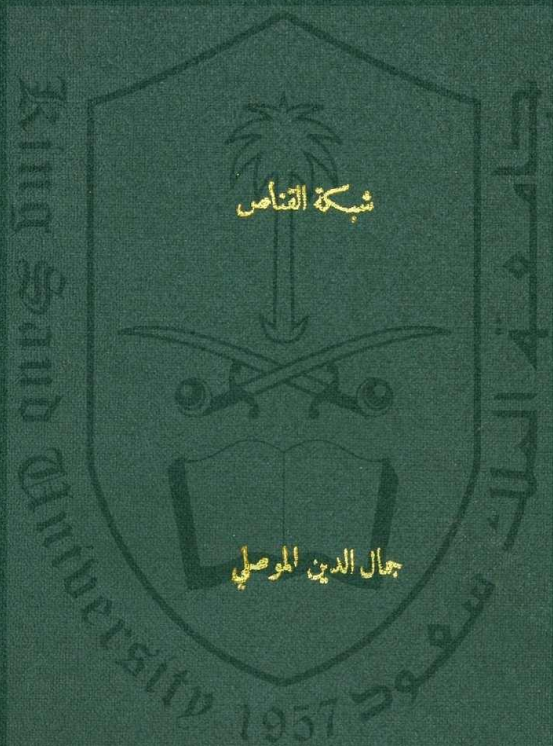 شبكة القناص
جمال الدين الموصلي
King Saud University 1957
جامعة الملك سعود